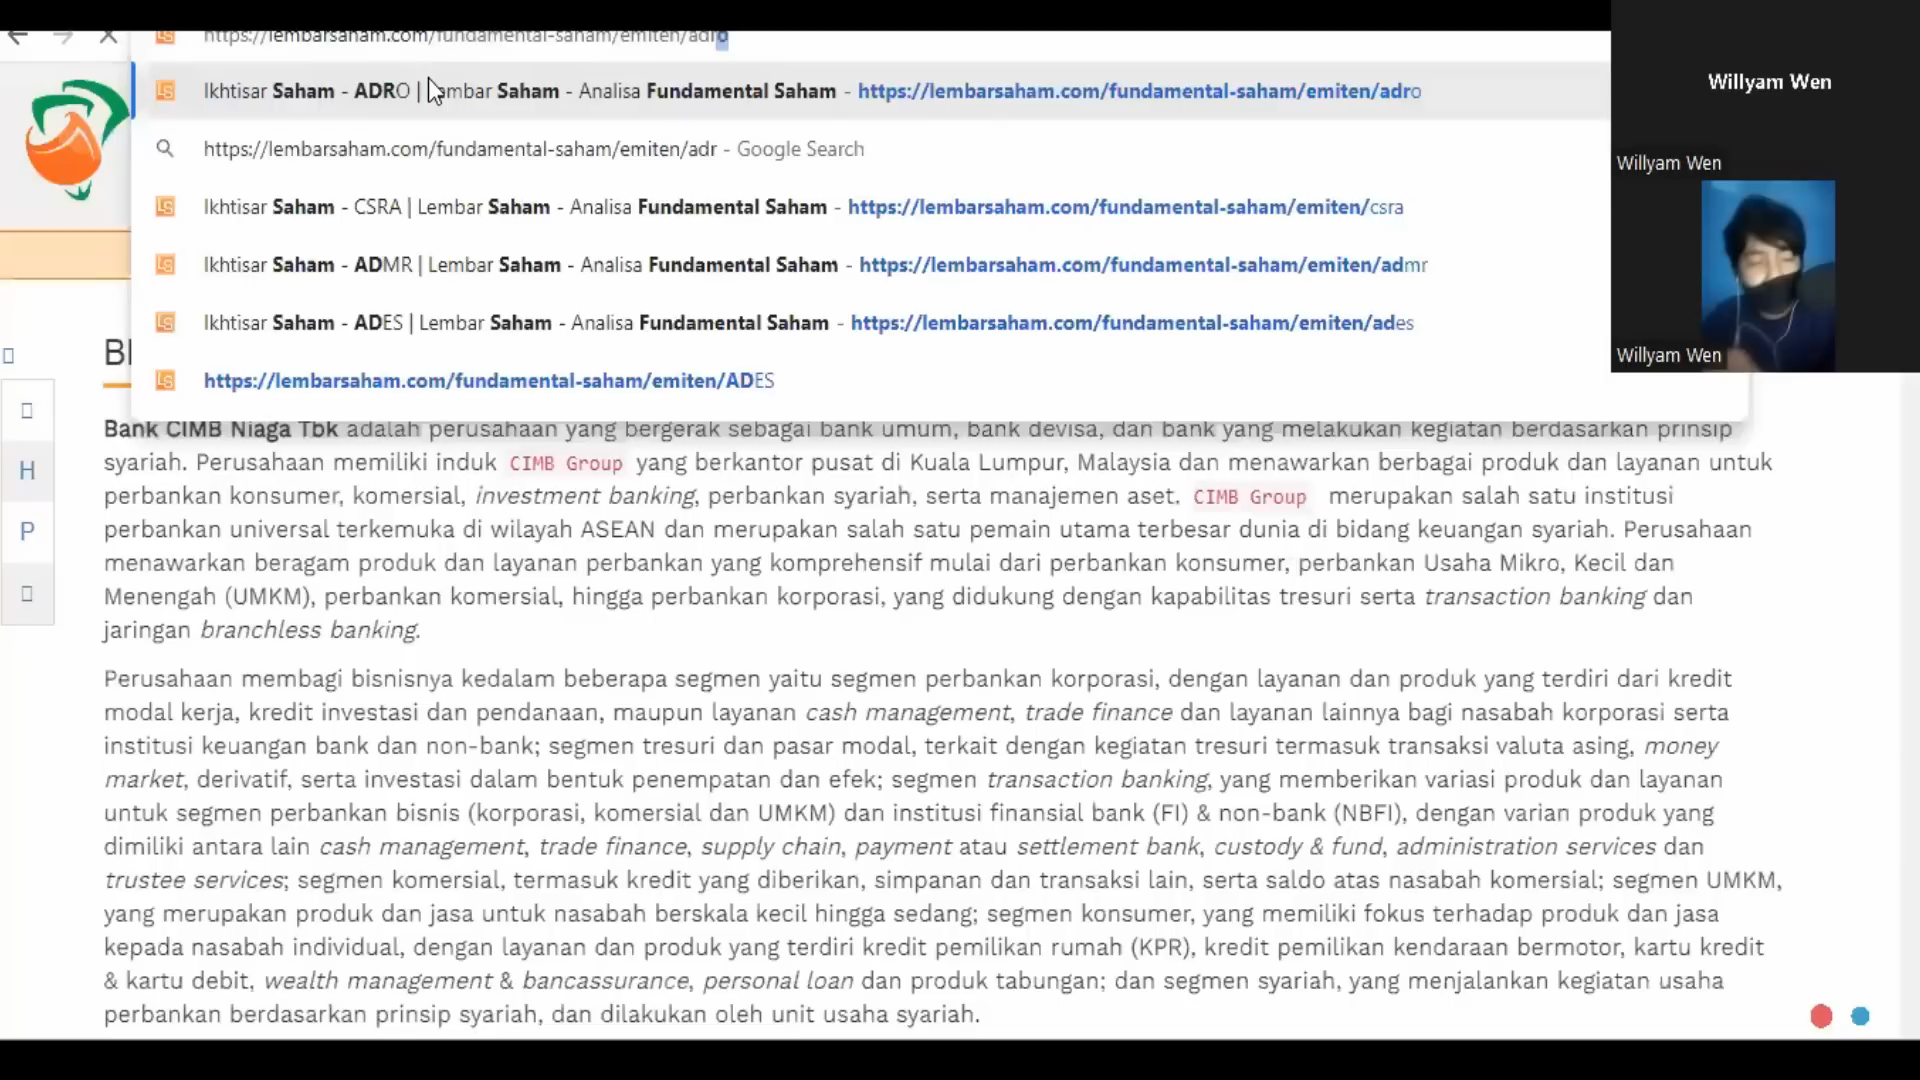 https://lembarsaham.com/fundamental-saham/emiten/adro
Willyam Wen
Ikhtisar Saham - ADRO | Lembar Saham - Analisa Fundamental Saham - https://lembarsaham.com/fundamental-saham/emiten/adro
https://lembarsaham.com/fundamental-saham/emiten/adr - Google Search
Willyam Wen
Ikhtisar Saham - CSRA | Lembar Saham - Analisa Fundamental Saham - https://lembarsaham.com/fundamental-saham/emiten/csra
Ikhtisar Saham - ADMR | Lembar Saham - Analisa Fundamental Saham - https://lembarsaham.com/fundamental-saham/emiten/admr
Ikhtisar Saham - ADES | Lembar Saham - Analisa Fundamental Saham - https://lembarsaham.com/fundamental-saham/emiten/ades
Willyam Wen
https://lembarsaham.com/fundamental-saham/emiten/ADES
Bank CIMB Niaga Tbk adalah perusahaan yang bergerak sebagai bank umum, bank devisa, dan bank yang melakukan kegiatan berdasarkan prinsip
syariah. Perusahaan memiliki induk CIMB Group yang berkantor pusat di Kuala Lumpur, Malaysia dan menawarkan berbagai produk dan layanan untuk
perbankan konsumer, komersial, investment banking, perbankan syariah, serta manajemen aset. CIMB Group merupakan salah satu institusi
perbankan universal terkemuka di wilayah ASEAN dan merupakan salah satu pemain utama terbesar dunia di bidang keuangan syariah. Perusahaan
menawarkan beragam produk dan layanan perbankan yang komprehensif mulai dari perbankan konsumer, perbankan Usaha Mikro, Kecil dan
Menengah (UMKM), perbankan komersial, hingga perbankan korporasi, yang didukung dengan kapabilitas tresuri serta transaction banking dan
jaringan branchless banking.
H
P
Perusahaan membagi bisnisnya kedalam beberapa segmen yaitu segmen perbankan korporasi, dengan layanan dan produk yang terdiri dari kredit
modal kerja, kredit investasi dan pendanaan, maupun layanan cash management, trade finance dan layanan lainnya bagi nasabah korporasi serta
institusi keuangan bank dan non-bank; segmen tresuri dan pasar modal, terkait dengan kegiatan tresuri termasuk transaksi valuta asing, money
market, derivatif, serta investasi dalam bentuk penempatan dan efek; segmen transaction banking, yang memberikan variasi produk dan layanan
untuk segmen perbankan bisnis (korporasi, komersial dan UMKM) dan institusi finansial bank (FI) & non-bank (NBFI), dengan varian produk yang
dimiliki antara lain cash management, trade finance, supply chain, payment atau settlement bank, custody & fund, administration services dan
trustee services; segmen komersial, termasuk kredit yang diberikan, simpanan dan transaksi lain, serta saldo atas nasabah komersial; segmen UMKM,
yang merupakan produk dan jasa untuk nasabah berskala kecil hingga sedang; segmen konsumer, yang memiliki fokus terhadap produk dan jasa
kepada nasabah individual, dengan layanan dan produk yang terdiri kredit pemilikan rumah (KPR), kredit pemilikan kendaraan bermotor, kartu kredit
& kartu debit, wealth management & bancassurance, personal loan dan produk tabungan; dan segmen syariah, yang menjalankan kegiatan usaha
perbankan berdasarkan prinsip syariah, dan dilakukan oleh unit usaha syariah.